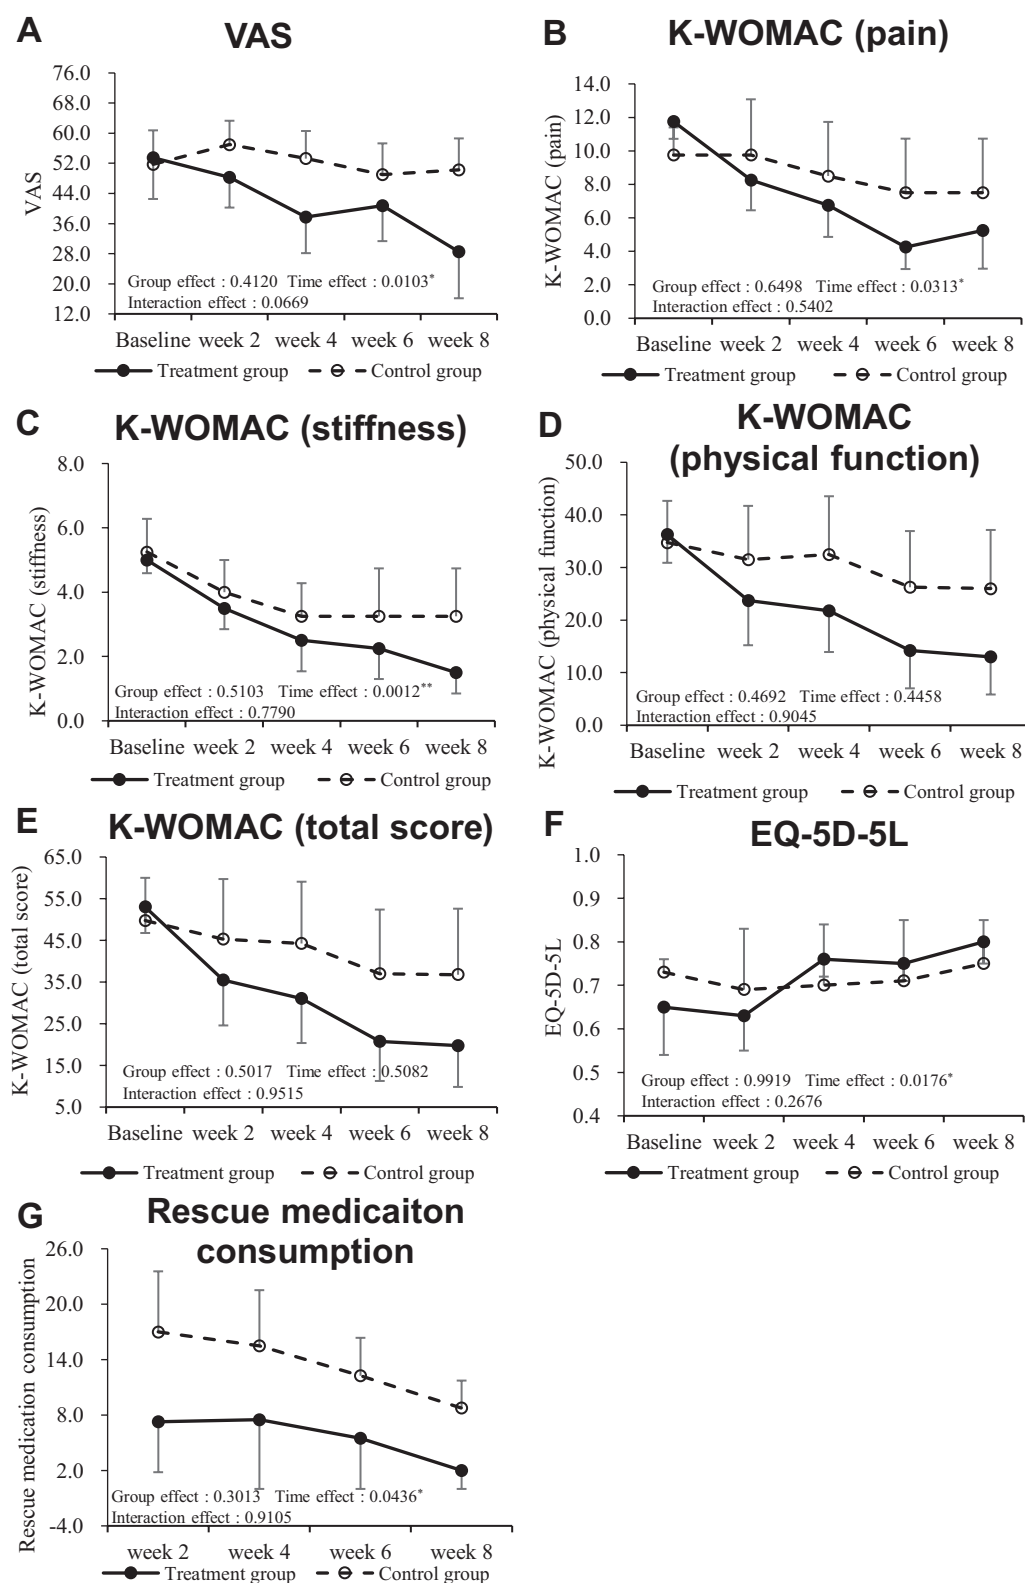 A
VAS
VAS
76.0
68.0
60.0
52.0
44.0
36.0
28.0
20.0
12.0
Group effect : 0.4120 Time effect : 0.0103*
Interaction effect : 0.0669
Baseline week 2 week 4 week 6 week 8
Treatment group Control group
B
K-WOMAC (pain)
K-WOMAC (pain)
14.0
12.0
10.0
8.0
6.0
4.0
2.0
0.0
Group effect : 0.6498 Time effect : 0.0313*
Interaction effect : 0.5402
Baseline week 2 week 4 week 6 week 8
Treatment group Control group
C
K-WOMAC (stiffness)
K-WOMAC (stiffness)
8.0
6.0
4.0
2.0
0.0
Group effect : 0.5103 Time effect : 0.0012**
Interaction effect : 0.7790
Baseline week 2 week 4 week 6 week 8
Treatment group Control group
D
K-WOMAC
(physical function)
K-WOMAC (physical function)
50.0
40.0
30.0
20.0
10.0
0.0
Group effect : 0.4692 Time effect : 0.4458
Interaction effect : 0.9045
Baseline week 2 week 4 week 6 week 8
Treatment group Control group
E
K-WOMAC (total score)
K-WOMAC (total score)
65.0
55.0
45.0
35.0
25.0
15.0
5.0
Group effect : 0.5017 Time effect : 0.5082
Interaction effect : 0.9515
Baseline week 2 week 4 week 6 week 8
Treatment group Control group
F
EQ-5D-5L
EQ-5D-5L
1.0
0.9
0.8
0.7
0.6
0.5
0.4
Group effect : 0.9919 Time effect : 0.0176*
Interaction effect : 0.2676
Baseline week 2 week 4 week 6 week 8
Treatment group Control group
G
Rescue medicaiton
consumption
Rescue medication consumption
26.0
20.0
14.0
8.0
2.0
-4.0
Group effect : 0.3013 Time effect : 0.0436*
Interaction effect : 0.9105
week 2 week 4 week 6 week 8
Treatment group Control group